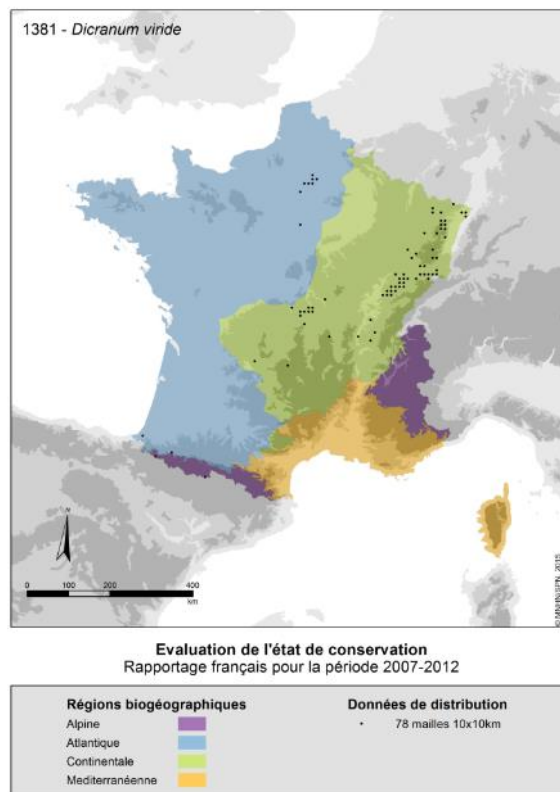 1381 - Dicranum viride
0 100 200 300 400
km
© MNHN/SPN, 2015
Evaluation de l'état de conservation
Rapportage français pour la période 2007-2012
Régions biogéographiques
Alpine
Atlantique
Continentale
Mediterranéenne
Données de distribution
78 mailles 10x10km